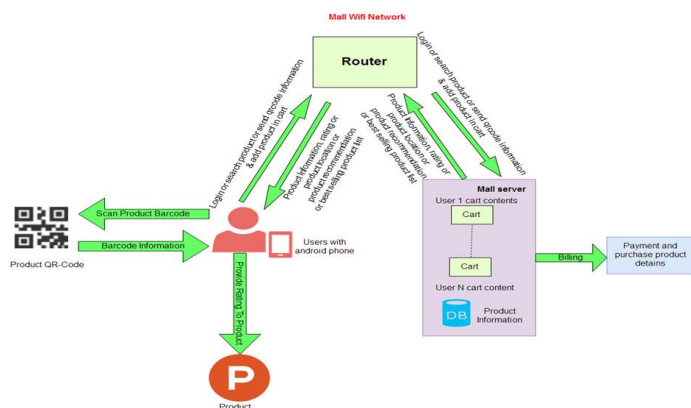 Mall Wifi Network
Router
Login or search product or send qrcode information
& add product in cart
Product Information, rating or
product location or
product recommendation
or best selling product list
Product Information, rating or
product location or
product recommendation
or best selling product list
Login or search product or send qrcode information
& add product in cart
Scan Product Barcode
Barcode Information
Product QR-Code
Users with
android phone
Provide Rating To Product
P
Product
Mall server
User 1 cart contents
Cart
Cart
User N cart content
DB
Product
Information
Billing
Payment and
purchase product
detains